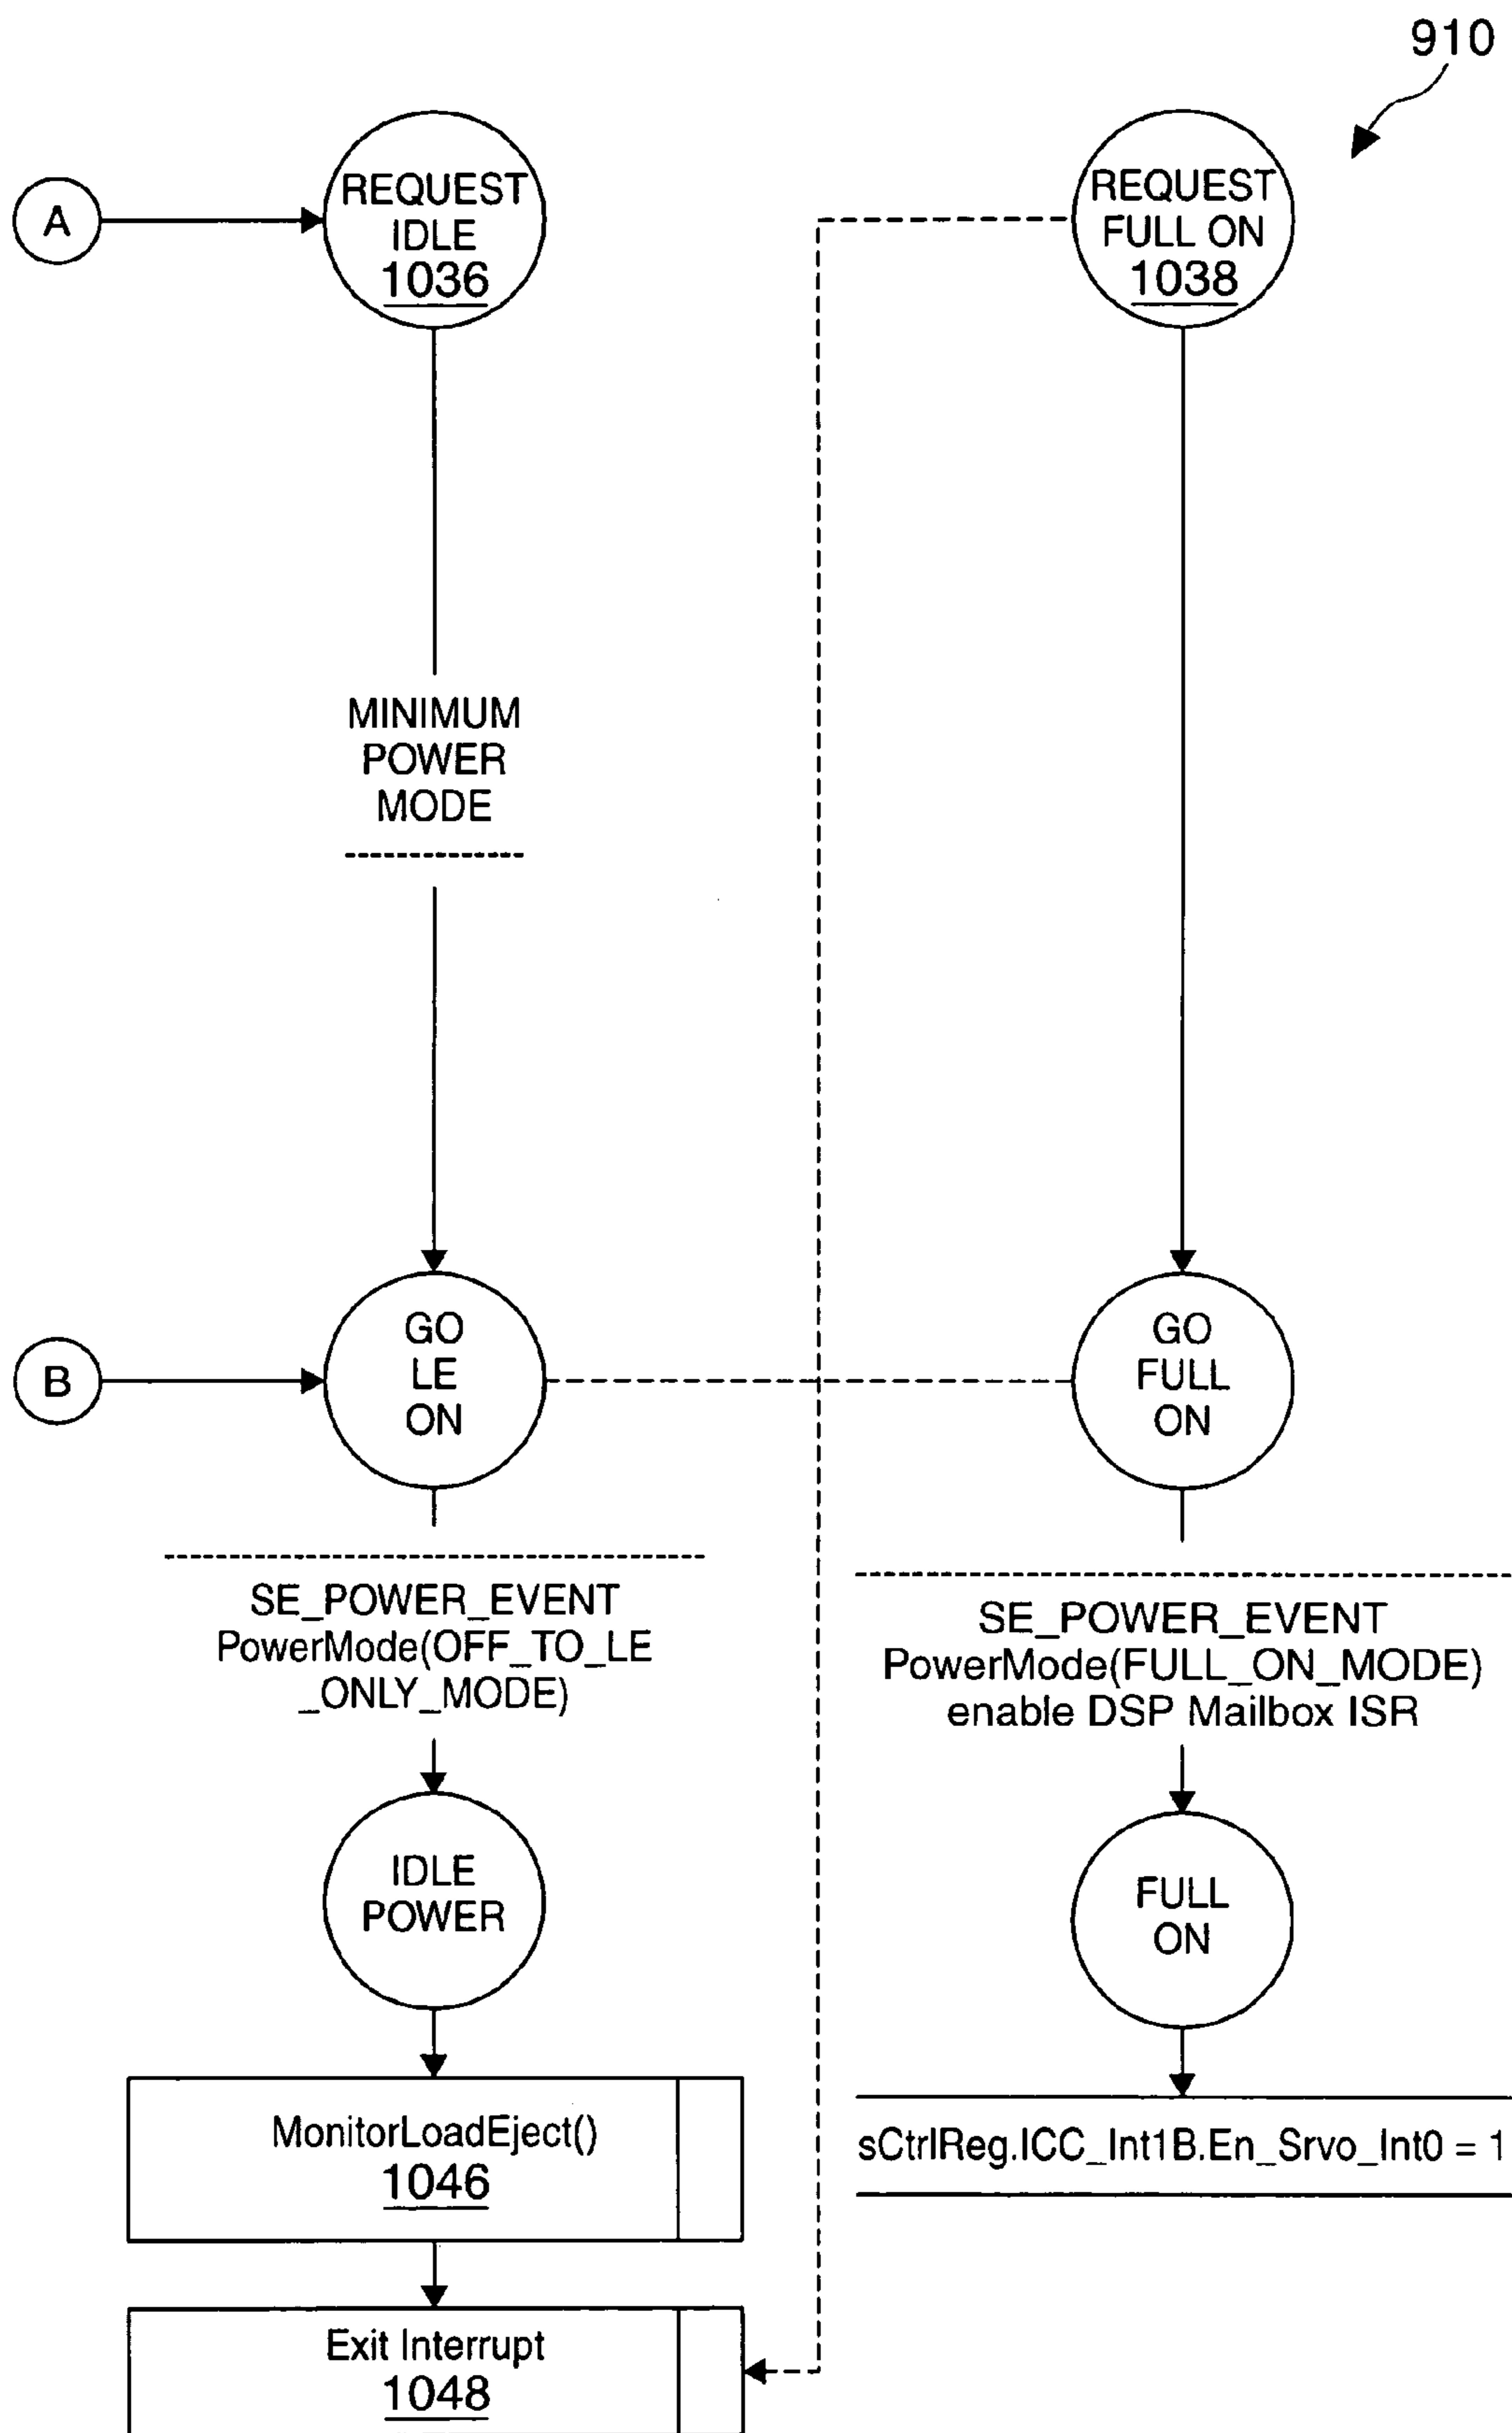 910
A
REQUEST
IDLE
1036
REQUEST
FULL ON
1038
MINIMUM
POWER
MODE
B
GO
LE
ON
GO
FULL
ON
SE_POWER_EVENT
PowerMode(OFF_TO_LE
_ONLY_MODE)
SE_POWER_EVENT
PowerMode(FULL_ON_MODE)
enable DSP Mailbox ISR
IDLE
POWER
FULL
ON
MonitorLoadEject()
1046
sCtrlReg.ICC_Int1B.En_Srvo_Int0 = 1
Exit Interrupt
1048